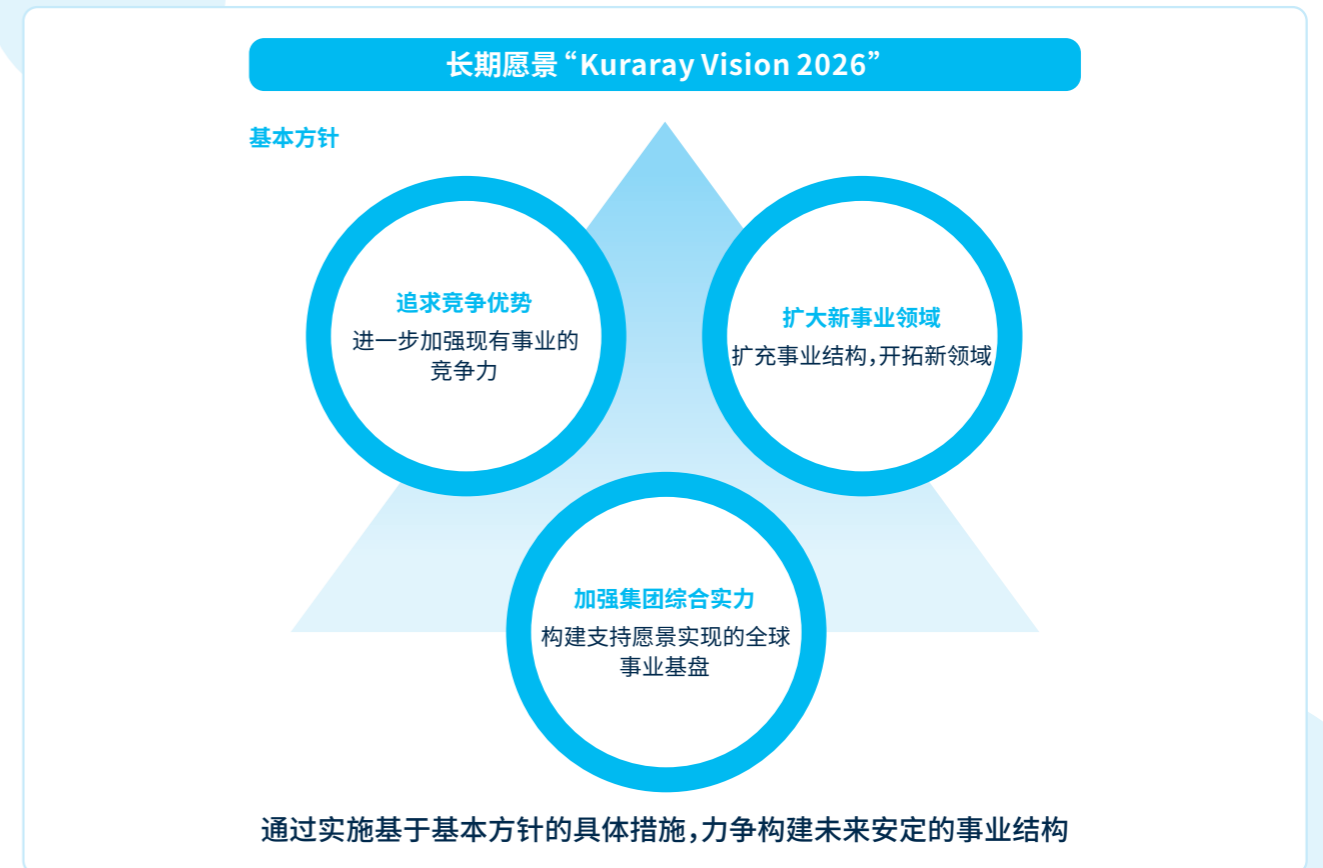 长期愿景“Kuraray Vision 2026”
基本方针
追求竞争优势
进一步加强现有事业的
竞争力
扩大新事业领域
扩充事业结构,开拓新领域
加强集团综合实力
构建支持愿景实现的全球
事业基盘
通过实施基于基本方针的具体措施,力争构建未来安定的事业结构